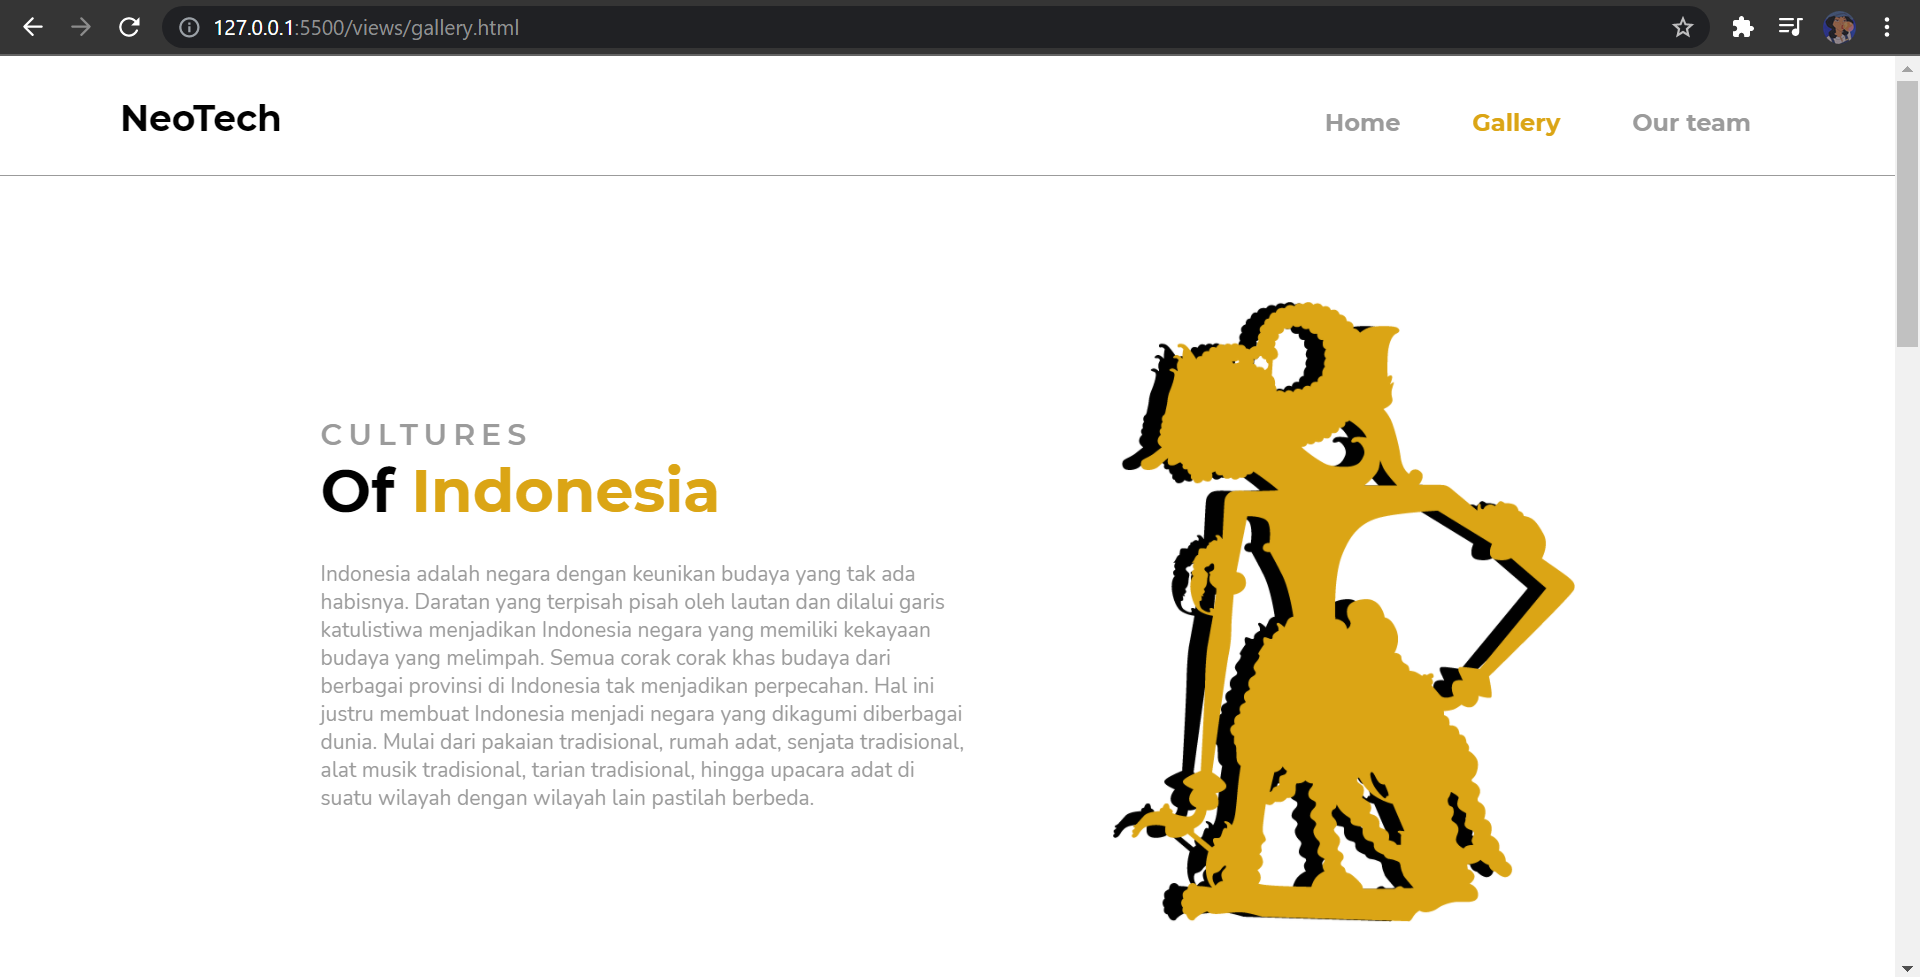 127.0.0.1:5500/views/gallery.html
NeoTech
Home Gallery Our team
CULTURES
Of Indonesia
Indonesia adalah negara dengan keunikan budaya yang tak ada
habisnya. Daratan yang terpisah pisah oleh lautan dan dilalui garis
katulistiwa menjadikan Indonesia negara yang memiliki kekayaan
budaya yang melimpah. Semua corak corak khas budaya dari
berbagai provinsi di Indonesia tak menjadikan perpecahan. Hal ini
justru membuat Indonesia menjadi negara yang dikagumi diberbagai
dunia. Mulai dari pakaian tradisional, rumah adat, senjata tradisional,
alat musik tradisional, tarian tradisional, hingga upacara adat di
suatu wilayah dengan wilayah lain pastilah berbeda.